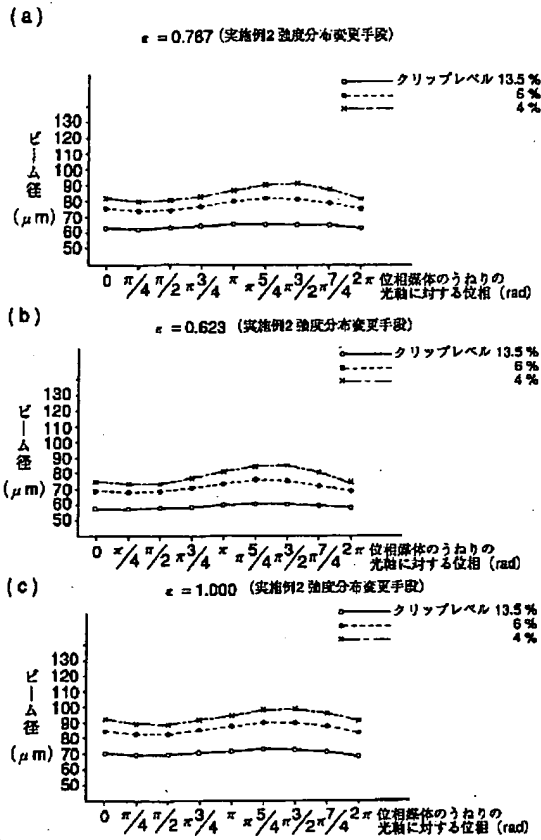 (a)
ε = 0.767 (実施例2 強度分布変更手段)
クリップレベル 13.5 %
6 %
4 %
130
120
110
100
90
80
70
60
50
ビーム径
(μm)
0 π/4 π/2 π3/4 π π5/4 π3/2 π7/4 2π 位相媒体のうねりの
光軸に対する位相 (rad)
(b)
ε = 0.623 (実施例2 強度分布変更手段)
クリップレベル 13.5 %
6 %
4 %
130
120
110
100
90
80
70
60
50
ビーム径
(μm)
0 π/4 π/2 π3/4 π π5/4 π3/2 π7/4 2π 位相媒体のうねりの
光軸に対する位相 (rad)
(c)
ε = 1.000 (実施例2 強度分布変更手段)
クリップレベル 13.5 %
6 %
4 %
130
120
110
100
90
80
70
60
50
ビーム径
(μm)
0 π/4 π/2 π3/4 π π5/4 π3/2 π7/4 2π 位相媒体のうねりの
光軸に対する位相 (rad)